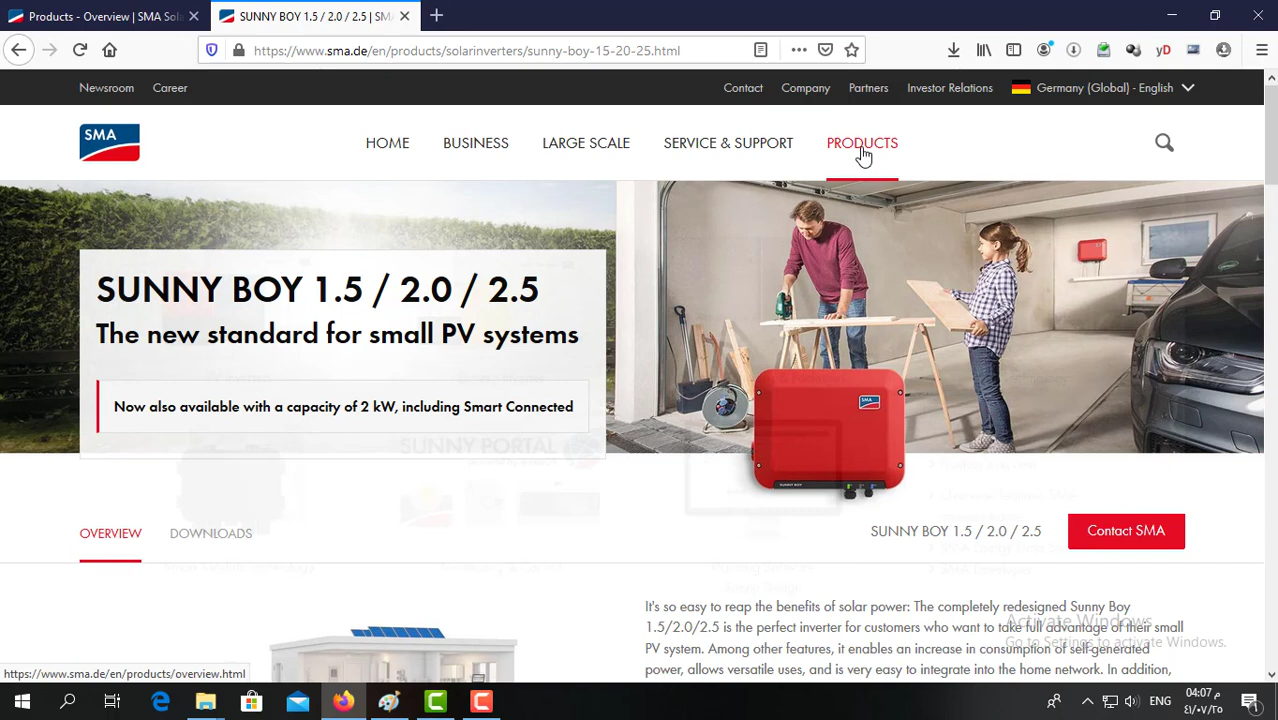 Products - Overview | SMA Sola
SUNNY BOY 1.5 / 2.0 / 2.5 | SMA
https://www.sma.de/en/products/solarinverters/sunny-boy-15-20-25.html
yD
Newsroom Career Contact Company Partners Investor Relations Germany (Global) - English
SMA
HOME BUSINESS LARGE SCALE SERVICE & SUPPORT PRODUCTS
SUNNY BOY 1.5 / 2.0 / 2.5
The new standard for small PV systems
Now also available with a capacity of 2 kW, including Smart Connected
SMA
SUNNY PORTAL
SUNNY BOY
OVERVIEW DOWNLOADS SUNNY BOY 1.5 / 2.0 / 2.5 Contact SMA
It's so easy to reap the benefits of solar power: The completely redesigned Sunny Boy
1.5/2.0/2.5 is the perfect inverter for customers who want to take full advantage of their small
PV system. Among other features, it enables an increase in consumption of self-generated
power, allows versatile uses, and is very easy to integrate into the home network. In addition,
Activate Windows
Go to Settings to activate Windows.
https://www.sma.de/en/products/overview.html
ENG
04:07 م